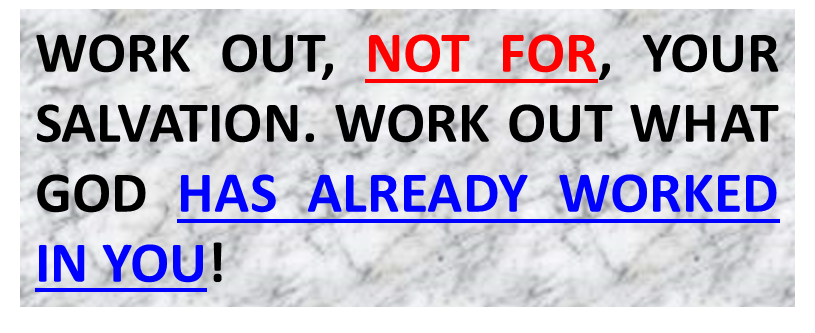 WORK OUT, NOT FOR, YOUR
SALVATION. WORK OUT WHAT
GOD HAS ALREADY WORKED
IN YOU!